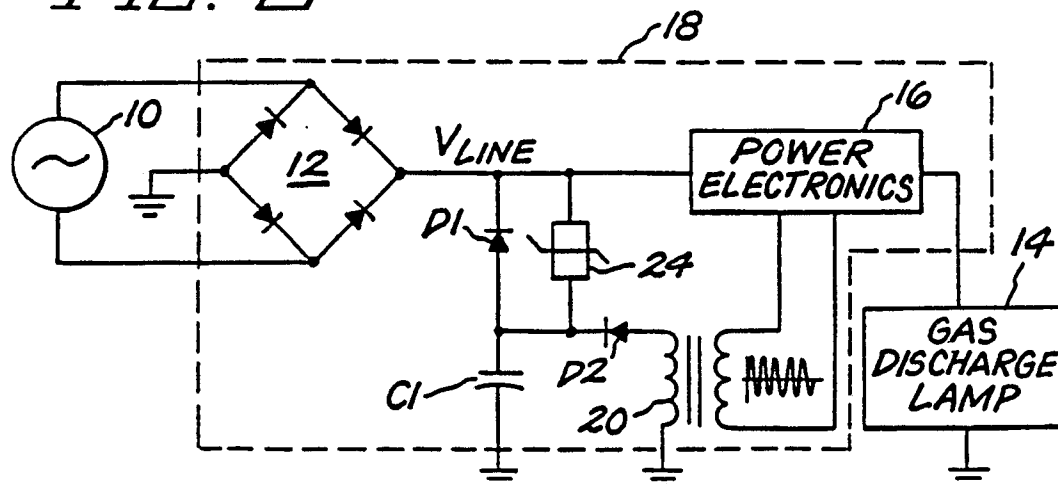 FIG. 2
18
10
16
12
VLINE
POWER
ELECTRONICS
D1
24
14
GAS
DISCHARGE
LAMP
D2
C1
20